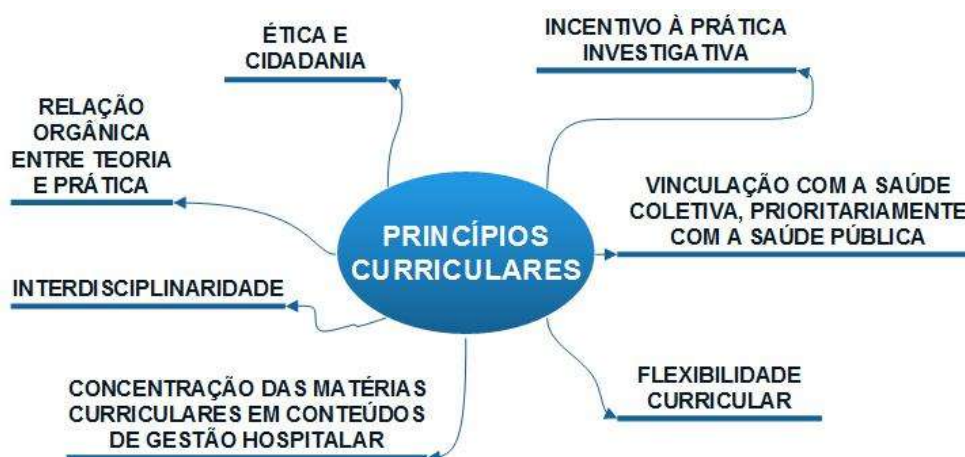 ÉTICA E
CIDADANIA
INCENTIVO À PRÁTICA
INVESTIGATIVA
RELAÇÃO
ORGÂNICA
ENTRE TEORIA
E PRÁTICA
VINCULAÇÃO COM A SAÚDE
COLETIVA, PRIORITARIAMENTE
COM A SAÚDE PÚBLICA
PRINCÍPIOS
CURRICULARES
INTERDISCIPLINARIDADE
CONCENTRAÇÃO DAS MATÉRIAS
CURRICULARES EM CONTEÚDOS
DE GESTÃO HOSPITALAR
FLEXIBILIDADE
CURRICULAR